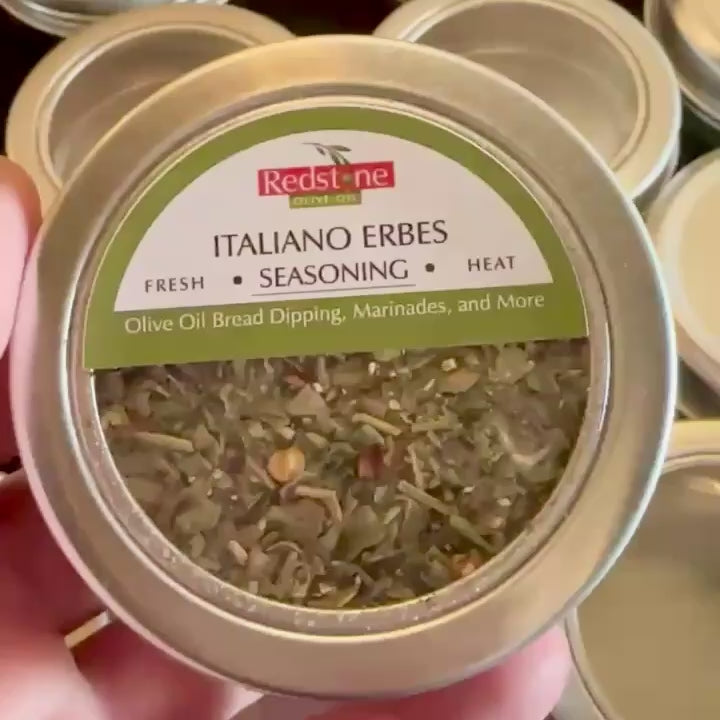 Redstone
OLIVE OIL
ITALIANO ERBES
FRESH • SEASONING • HEAT
Olive Oil Bread Dipping, Marinades, and More